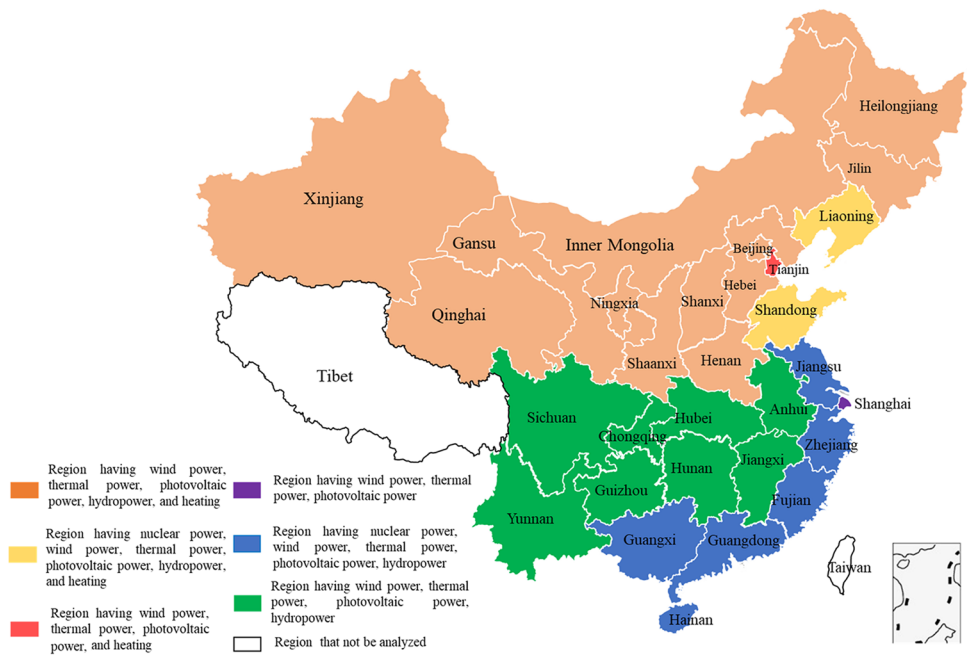 Heilongjiang
Jilin
Xinjiang
Liaoning
Gansu
Inner Mongolia
Beijing
Tianjin
Hebei
Ningxia
Shanxi
Qinghai
Shandong
Shaanxi
Henan
Jiangsu
Tibet
Shanghai
Sichuan
Hubei
Anhui
Chongqing
Zhejiang
Hunan
Jiangxi
Guizhou
Fujian
Yunnan
Guangxi
Guangdong
Taiwan
Hainan
Region having wind power,
thermal power, photovoltaic
power, hydropower, and heating
Region having nuclear power,
wind power, thermal power,
photovoltaic power, hydropower,
and heating
Region having wind power,
thermal power, photovoltaic
power, and heating
Region having wind power, thermal
power, photovoltaic power
Region having nuclear power,
wind power, thermal power,
photovoltaic power, hydropower
Region having wind power, thermal
power, photovoltaic power,
hydropower
Region that not be analyzed